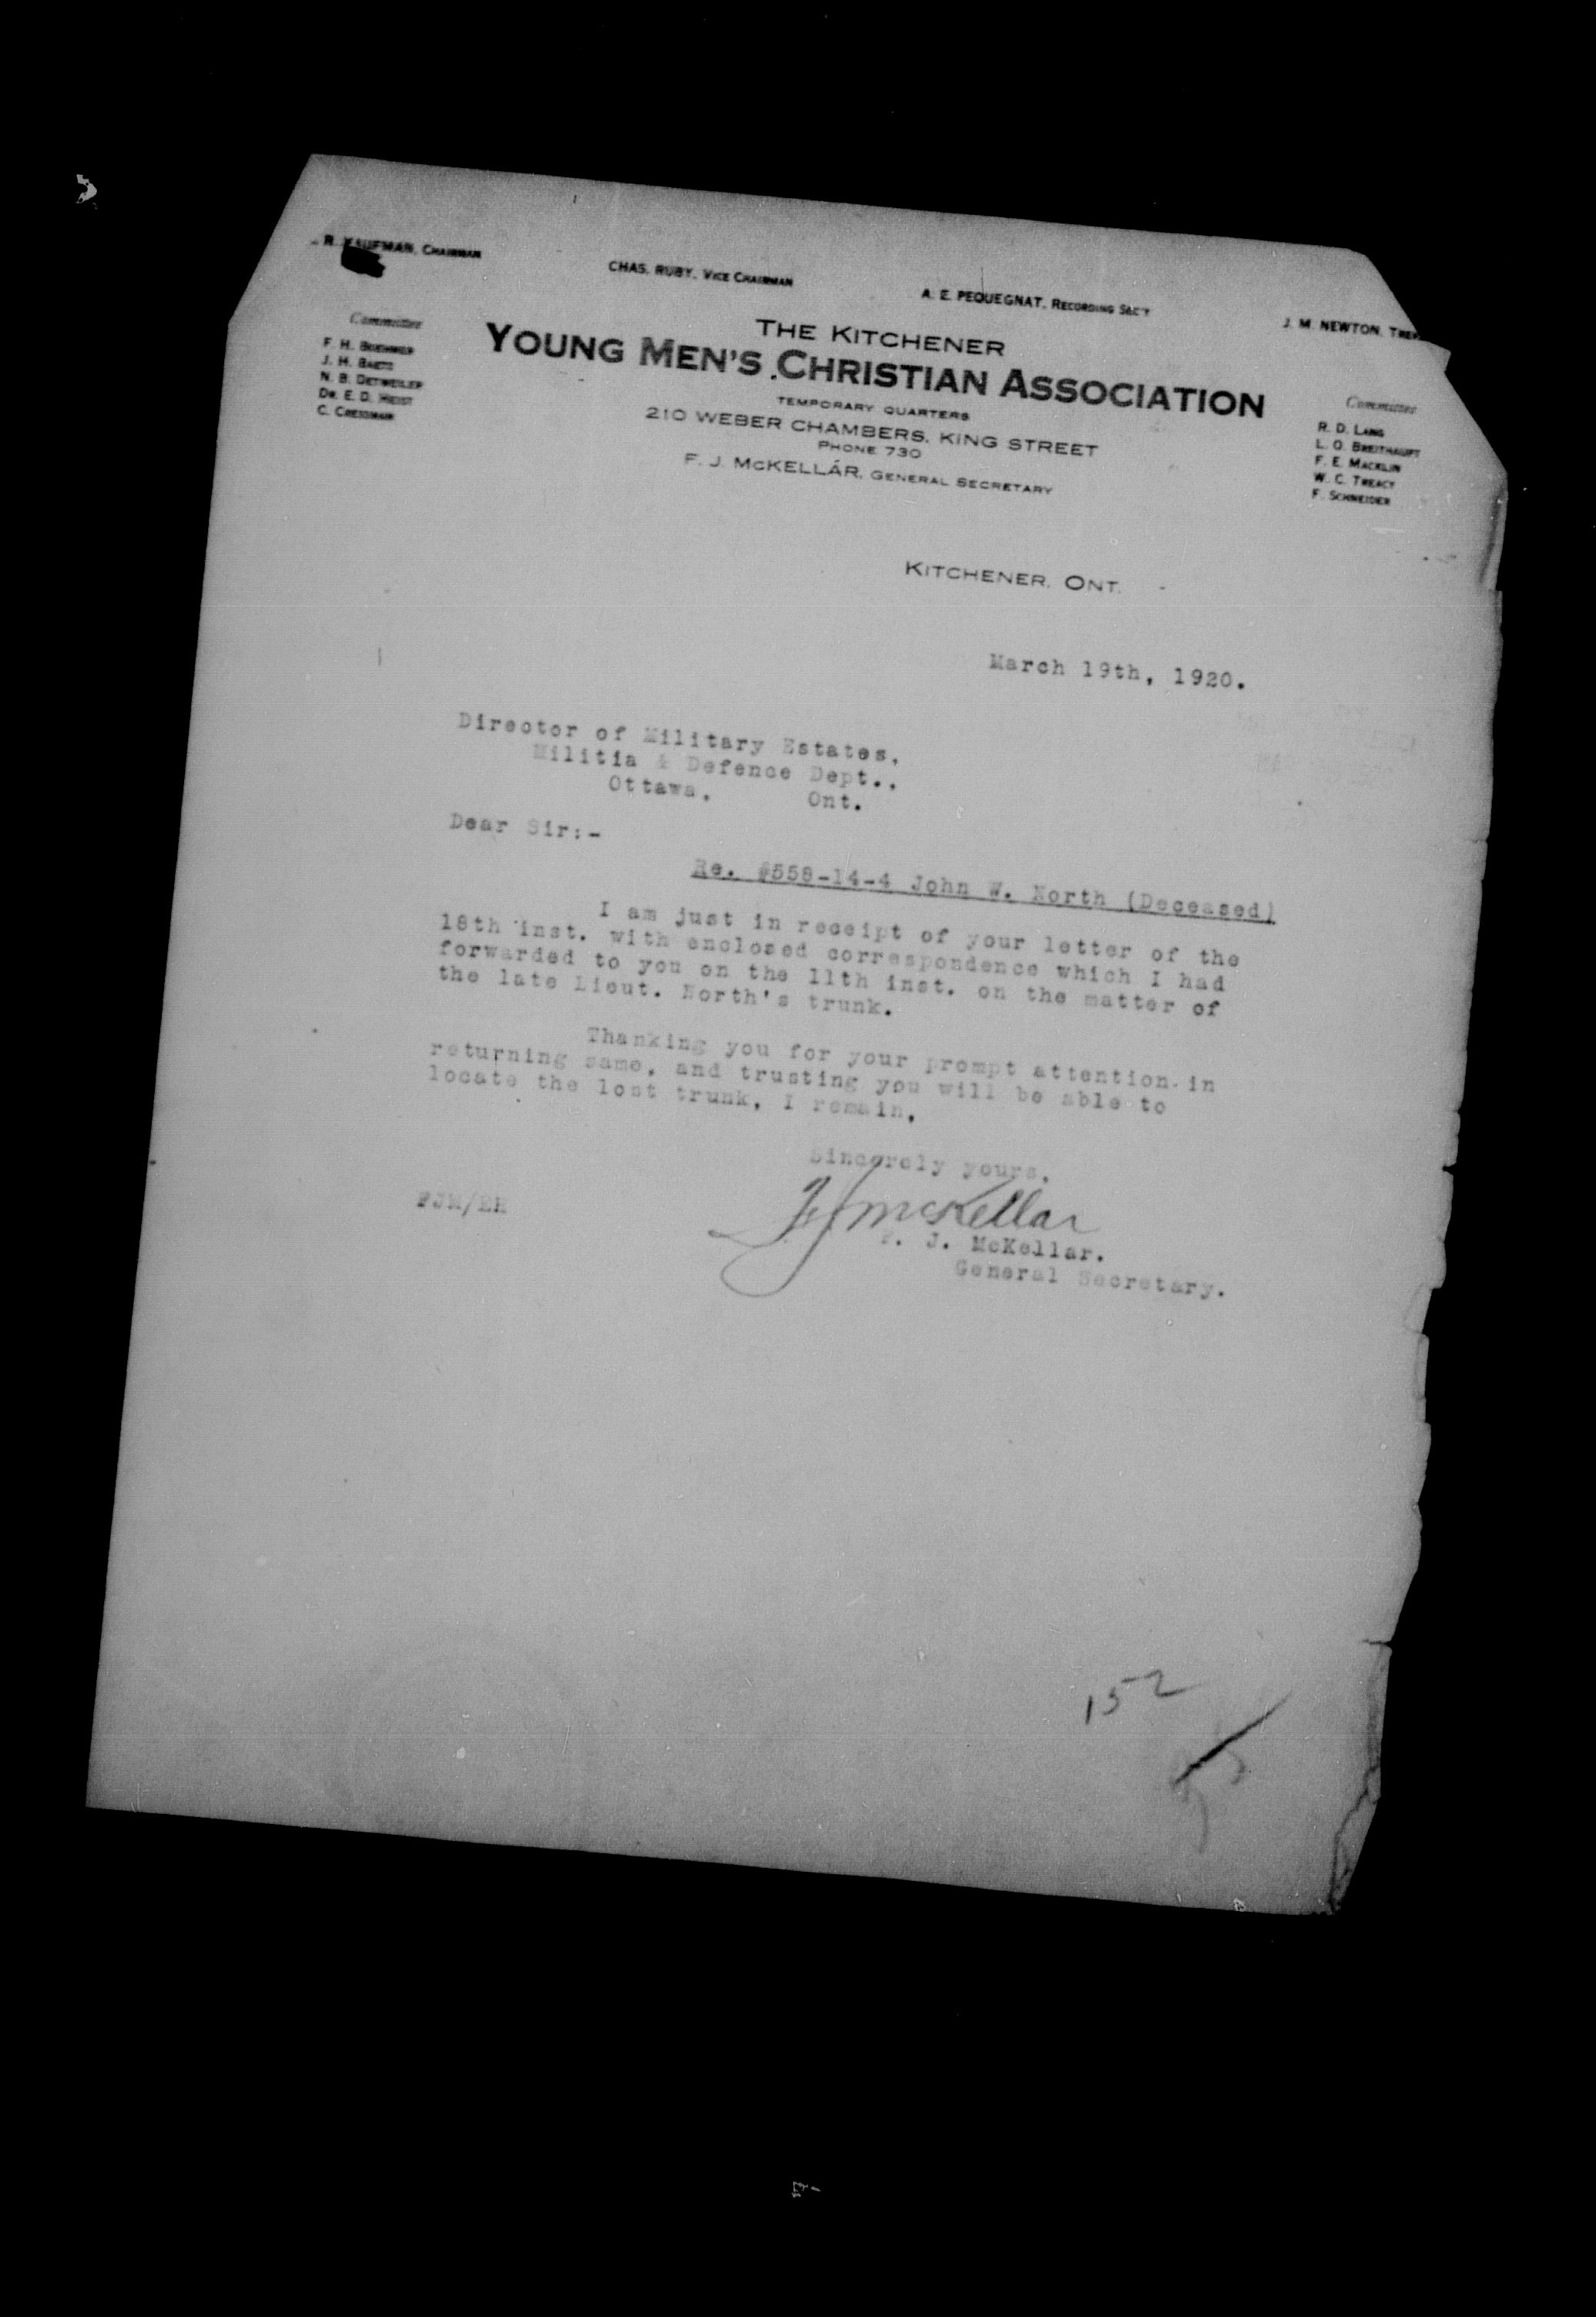 R. KAUFMAN, CHAIRMAN
CHAS. RUBY, VICE CHAIRMAN
A. E. PEQUEGNAT, RECORDING SEC'Y
J. M. NEWTON, TREA
THE KITCHENER
YOUNG MEN'S CHRISTIAN ASSOCIATION
TEMPORARY QUARTERS
210 WEBER CHAMBERS, KING STREET
PHONE 730
F. J. MCKELLAR, GENERAL SECRETARY
Committee
F. H. BOEHMER
J. H. BAETZ
N. B. DETWEILER
DR. E. D. HEIST
C. CRESSMAN
Committee
R. D. LANG
L. O. BREITHAUPT
F. E. MACKLIN
W. C. TREACY
F. SCHNEIDER
KITCHENER, ONT.
March 19th, 1920.
Director of Military Estates,
Militia & Defence Dept.,
Ottawa, Ont.
Dear Sir:-
Re. #558-14-4 John W. North (Deceased)
I am just in receipt of your letter of the
18th inst. with enclosed correspondence which I had
forwarded to you on the 11th inst. on the matter of
the late Lieut. North's trunk.
Thanking you for your prompt attention in
returning same, and trusting you will be able to
locate the lost trunk, I remain,
Sincerely yours,
F J McKellar
F. J. McKellar.
General Secretary.
FJM/EH
152